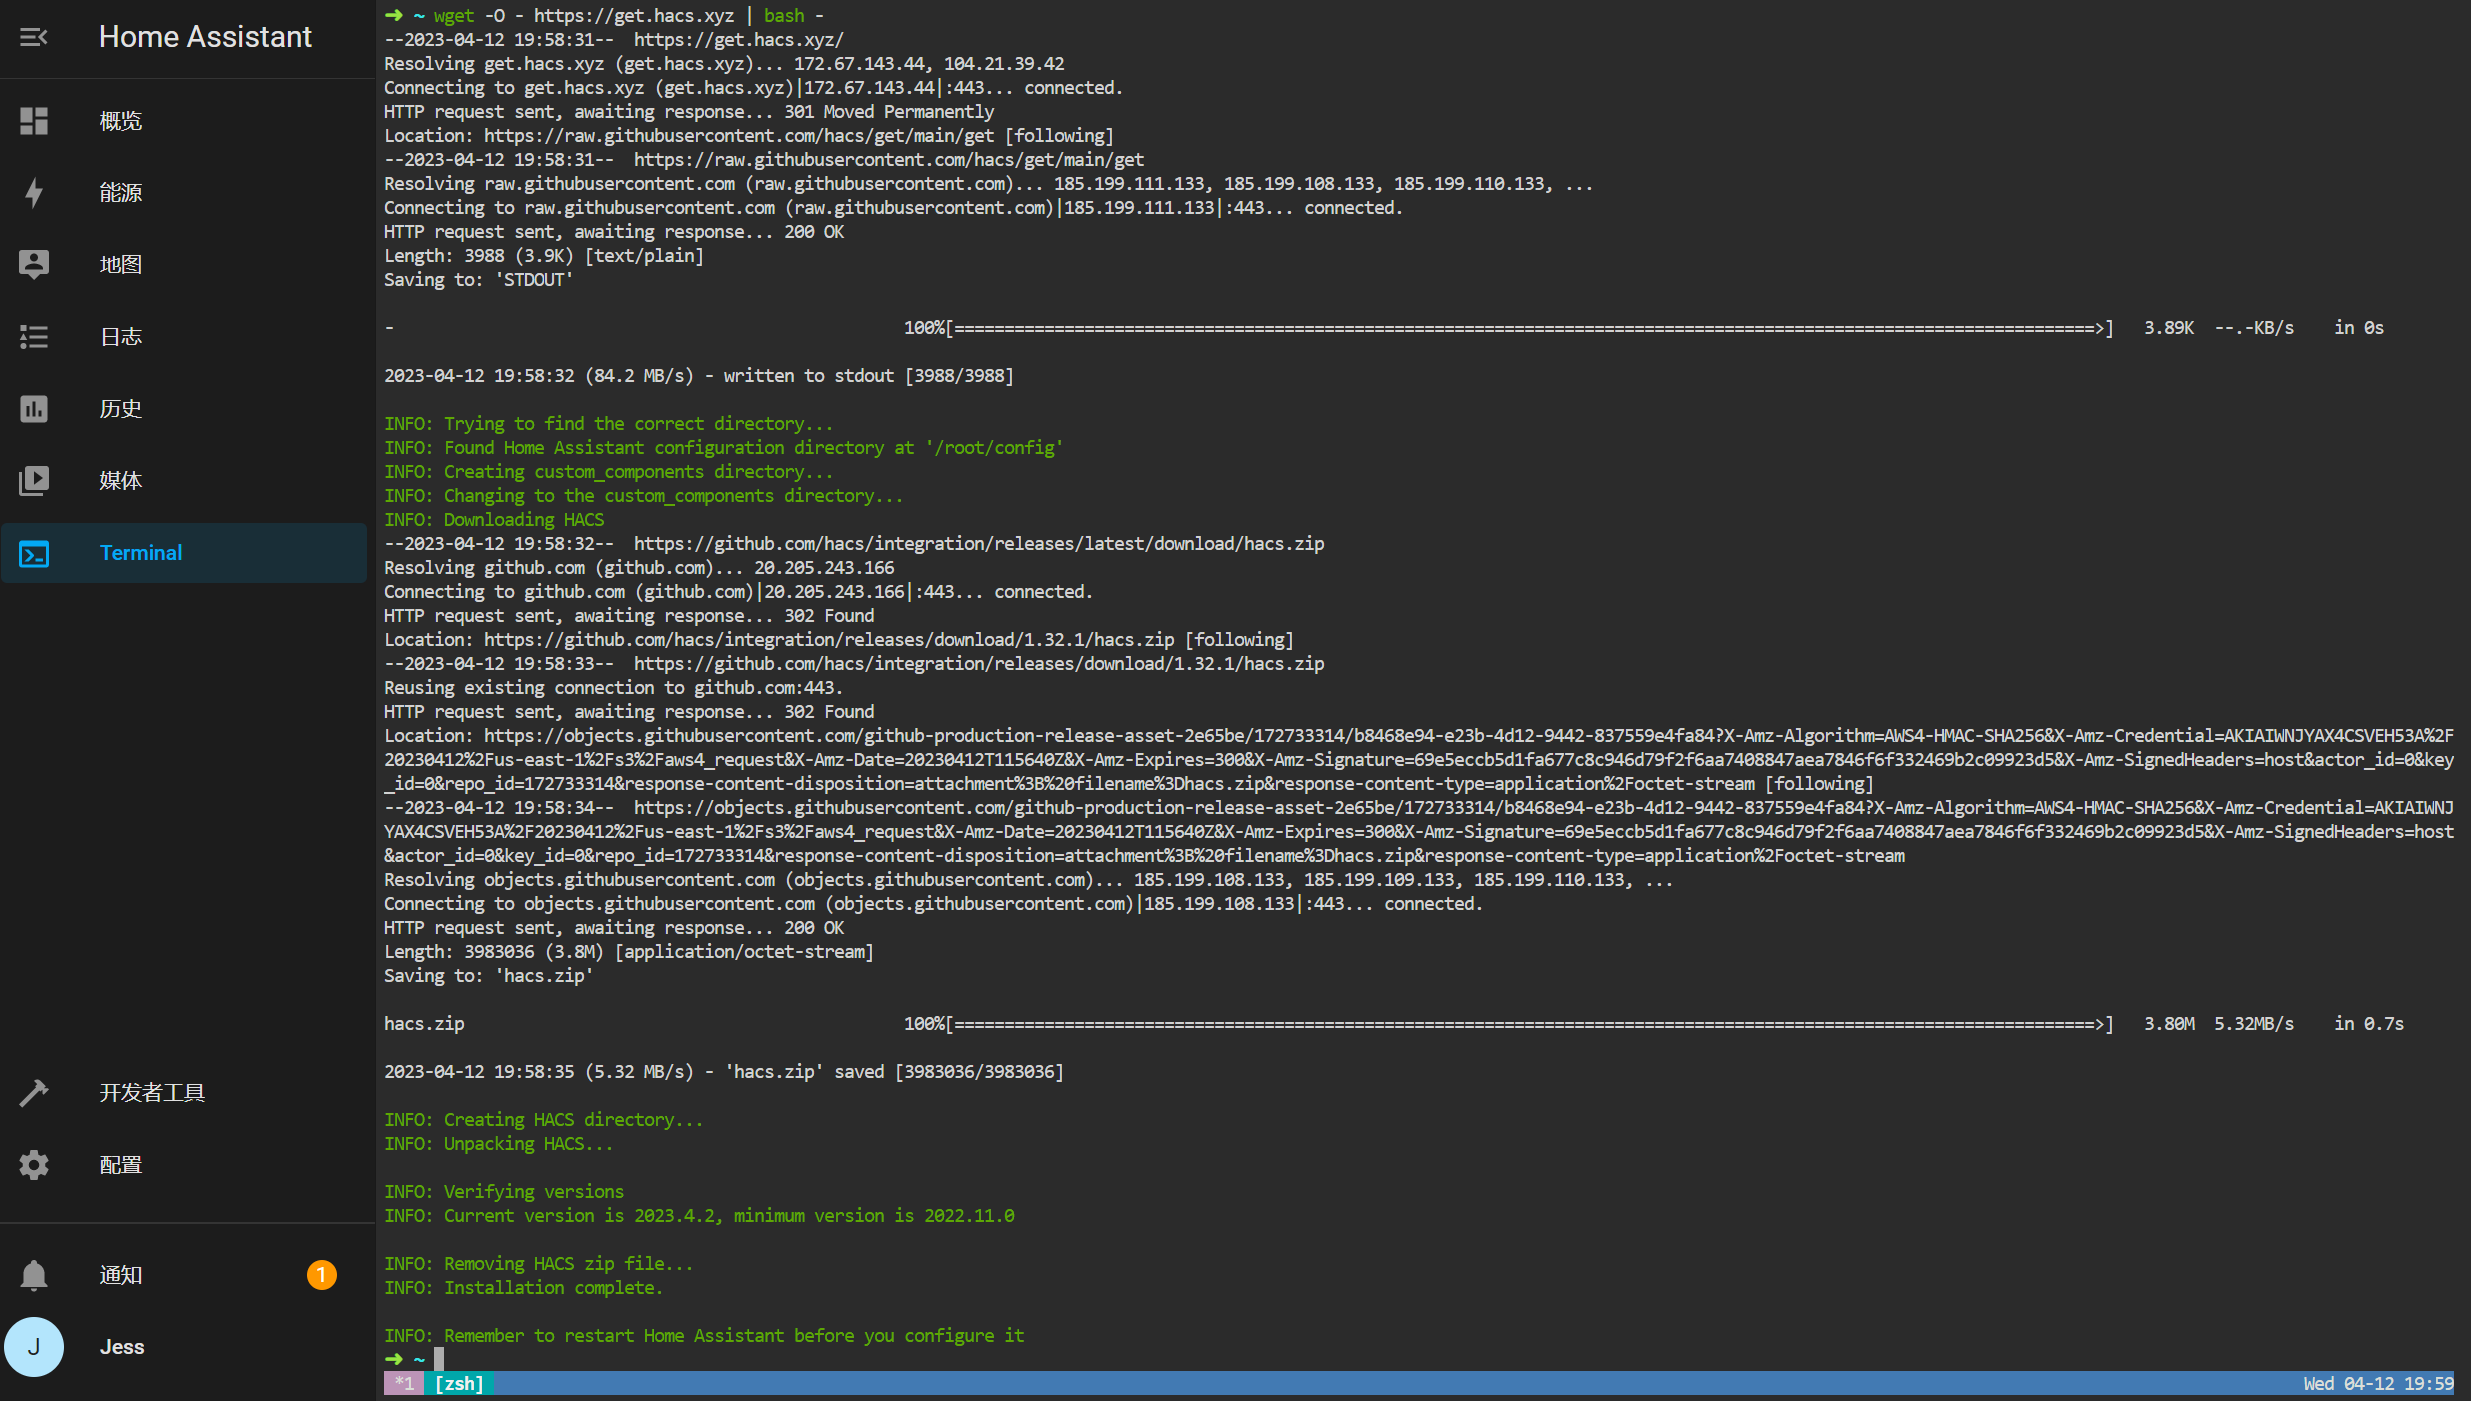 Home Assistant
概览
能源
地图
日志
历史
媒体
Terminal
开发者工具
配置
通知
1
J
Jess
➜ ~ wget -O - https://get.hacs.xyz | bash -
--2023-04-12 19:58:31--  https://get.hacs.xyz/
Resolving get.hacs.xyz (get.hacs.xyz)... 172.67.143.44, 104.21.39.42
Connecting to get.hacs.xyz (get.hacs.xyz)|172.67.143.44|:443... connected.
HTTP request sent, awaiting response... 301 Moved Permanently
Location: https://raw.githubusercontent.com/hacs/get/main/get [following]
--2023-04-12 19:58:31--  https://raw.githubusercontent.com/hacs/get/main/get
Resolving raw.githubusercontent.com (raw.githubusercontent.com)... 185.199.111.133, 185.199.108.133, 185.199.110.133, ...
Connecting to raw.githubusercontent.com (raw.githubusercontent.com)|185.199.111.133|:443... connected.
HTTP request sent, awaiting response... 200 OK
Length: 3988 (3.9K) [text/plain]
Saving to: 'STDOUT'
- 100%[==================================================================================================================>] 3.89K --.-KB/s in 0s
2023-04-12 19:58:32 (84.2 MB/s) - written to stdout [3988/3988]
INFO: Trying to find the correct directory...
INFO: Found Home Assistant configuration directory at '/root/config'
INFO: Creating custom_components directory...
INFO: Changing to the custom_components directory...
INFO: Downloading HACS
--2023-04-12 19:58:32--  https://github.com/hacs/integration/releases/latest/download/hacs.zip
Resolving github.com (github.com)... 20.205.243.166
Connecting to github.com (github.com)|20.205.243.166|:443... connected.
HTTP request sent, awaiting response... 302 Found
Location: https://github.com/hacs/integration/releases/download/1.32.1/hacs.zip [following]
--2023-04-12 19:58:33--  https://github.com/hacs/integration/releases/download/1.32.1/hacs.zip
Reusing existing connection to github.com:443.
HTTP request sent, awaiting response... 302 Found
Location: https://objects.githubusercontent.com/github-production-release-asset-2e65be/172733314/b8468e94-e23b-4d12-9442-837559e4fa84?X-Amz-Algorithm=AWS4-HMAC-SHA256&X-Amz-Credential=AKIAIWNJYAX4CSVEH53A%2F
20230412%2Fus-east-1%2Fs3%2Faws4_request&X-Amz-Date=20230412T115640Z&X-Amz-Expires=300&X-Amz-Signature=69e5eccb5d1fa677c8c946d79f2f6aa7408847aea7846f6f332469b2c09923d5&X-Amz-SignedHeaders=host&actor_id=0&key
_id=0&repo_id=172733314&response-content-disposition=attachment%3B%20filename%3Dhacs.zip&response-content-type=application%2Foctet-stream [following]
--2023-04-12 19:58:34--  https://objects.githubusercontent.com/github-production-release-asset-2e65be/172733314/b8468e94-e23b-4d12-9442-837559e4fa84?X-Amz-Algorithm=AWS4-HMAC-SHA256&X-Amz-Credential=AKIAIWNJ
YAX4CSVEH53A%2F20230412%2Fus-east-1%2Fs3%2Faws4_request&X-Amz-Date=20230412T115640Z&X-Amz-Expires=300&X-Amz-Signature=69e5eccb5d1fa677c8c946d79f2f6aa7408847aea7846f6f332469b2c09923d5&X-Amz-SignedHeaders=host
&actor_id=0&key_id=0&repo_id=172733314&response-content-disposition=attachment%3B%20filename%3Dhacs.zip&response-content-type=application%2Foctet-stream
Resolving objects.githubusercontent.com (objects.githubusercontent.com)... 185.199.108.133, 185.199.109.133, 185.199.110.133, ...
Connecting to objects.githubusercontent.com (objects.githubusercontent.com)|185.199.108.133|:443... connected.
HTTP request sent, awaiting response... 200 OK
Length: 3983036 (3.8M) [application/octet-stream]
Saving to: 'hacs.zip'
hacs.zip 100%[==================================================================================================================>] 3.80M 5.32MB/s in 0.7s
2023-04-12 19:58:35 (5.32 MB/s) - 'hacs.zip' saved [3983036/3983036]
INFO: Creating HACS directory...
INFO: Unpacking HACS...
INFO: Verifying versions
INFO: Current version is 2023.4.2, minimum version is 2022.11.0
INFO: Removing HACS zip file...
INFO: Installation complete.
INFO: Remember to restart Home Assistant before you configure it
➜ ~
*1 [zsh] Wed 04-12 19:59